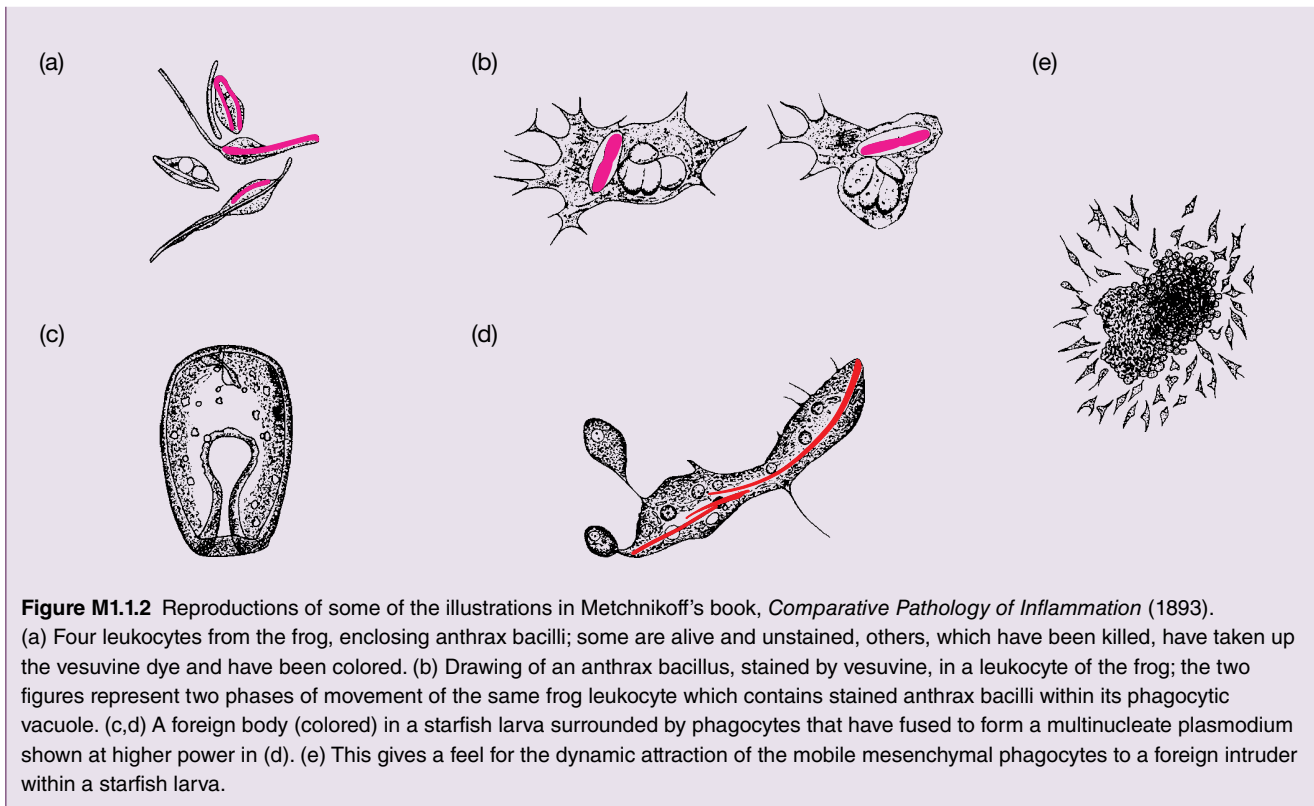 (a)
(b)
(e)
(c)
(d)
Figure M1.1.2 Reproductions of some of the illustrations in Metchnikoff's book, Comparative Pathology of Inflammation (1893).
(a) Four leukocytes from the frog, enclosing anthrax bacilli; some are alive and unstained, others, which have been killed, have taken up
the vesuvine dye and have been colored. (b) Drawing of an anthrax bacillus, stained by vesuvine, in a leukocyte of the frog; the two
figures represent two phases of movement of the same frog leukocyte which contains stained anthrax bacilli within its phagocytic
vacuole. (c,d) A foreign body (colored) in a starfish larva surrounded by phagocytes that have fused to form a multinucleate plasmodium
shown at higher power in (d). (e) This gives a feel for the dynamic attraction of the mobile mesenchymal phagocytes to a foreign intruder
within a starfish larva.